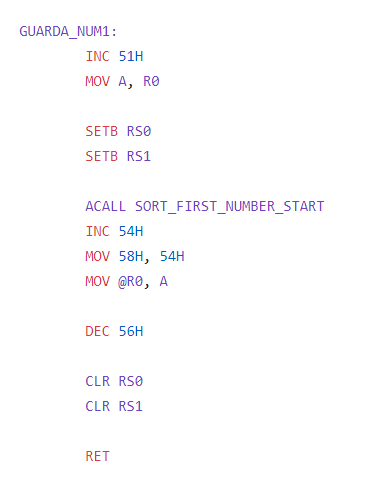 GUARDA_NUM1:
INC 51H
MOV A, R0
SETB RS0
SETB RS1
ACALL SORT_FIRST_NUMBER_START
INC 54H
MOV 58H, 54H
MOV @R0, A
DEC 56H
CLR RS0
CLR RS1
RET